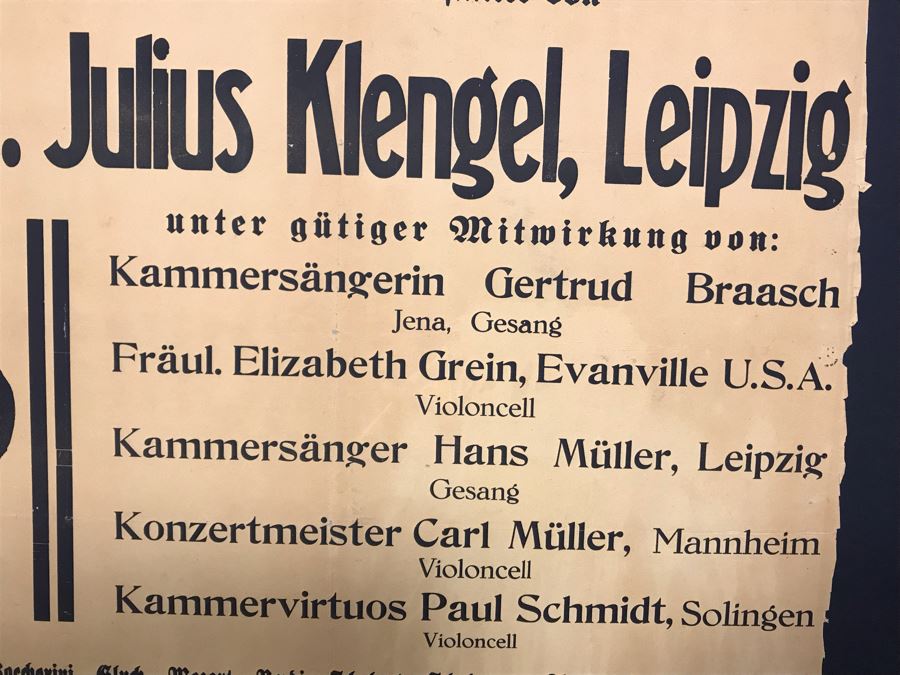 . Julius Klengel, Leipzig
unter gütiger Mitwirkung von:
Kammersängerin Gertrud Braasch
Jena, Gesang
Fräul. Elizabeth Grein, Evanville U.S.A.
Violoncell
Kammersänger Hans Müller, Leipzig
Gesang
Konzertmeister Carl Müller, Mannheim
Violoncell
Kammervirtuos Paul Schmidt, Solingen
Violoncell